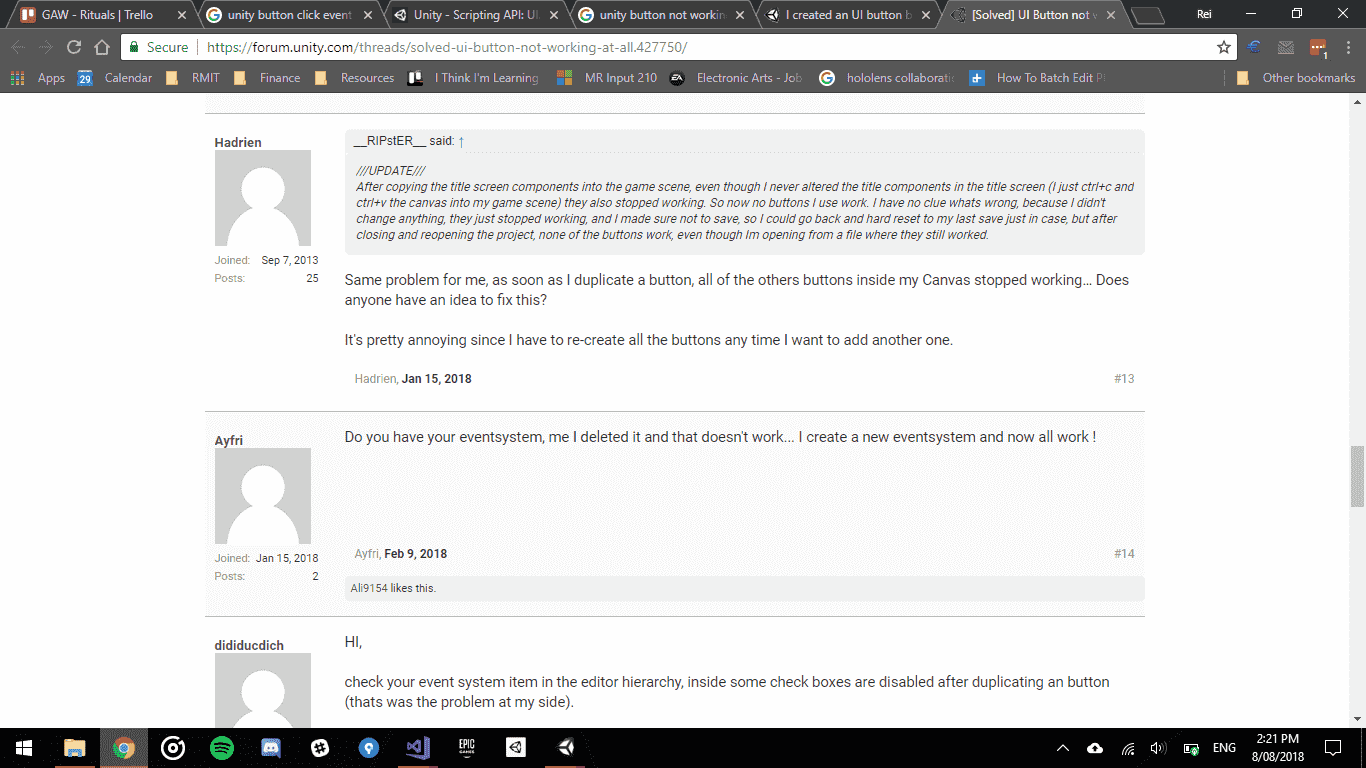 GAW - Rituals | Trello
unity button click event
Unity - Scripting API: UI.
unity button not workin
I created an UI button b
[Solved] UI Button not w
Rei
Secure
https://forum.unity.com/threads/solved-ui-button-not-working-at-all.427750/
Apps
29
Calendar
RMIT
Finance
Resources
I Think I'm Learning
MR Input 210
EA
Electronic Arts - Job
hololens collaborati
How To Batch Edit P
Other bookmarks
Hadrien
Joined: Sep 7, 2013
Posts: 25
__RIPstER__ said: ↑
///UPDATE///
After copying the title screen components into the game scene, even though I never altered the title components in the title screen (I just ctrl+c and
ctrl+v the canvas into my game scene) they also stopped working. So now no buttons I use work. I have no clue whats wrong, because I didn't
change anything, they just stopped working, and I made sure not to save, so I could go back and hard reset to my last save just in case, but after
closing and reopening the project, none of the buttons work, even though Im opening from a file where they still worked.
Same problem for me, as soon as I duplicate a button, all of the others buttons inside my Canvas stopped working... Does
anyone have an idea to fix this?
It's pretty annoying since I have to re-create all the buttons any time I want to add another one.
Hadrien, Jan 15, 2018
#13
Ayfri
Joined: Jan 15, 2018
Posts: 2
Do you have your eventsystem, me I deleted it and that doesn't work... I create a new eventsystem and now all work !
Ayfri, Feb 9, 2018
#14
Ali9154 likes this.
dididucdich
HI,
check your event system item in the editor hierarchy, inside some check boxes are disabled after duplicating an button
(thats was the problem at my side).
EPIC
GAMES
ENG
2:21 PM
8/08/2018